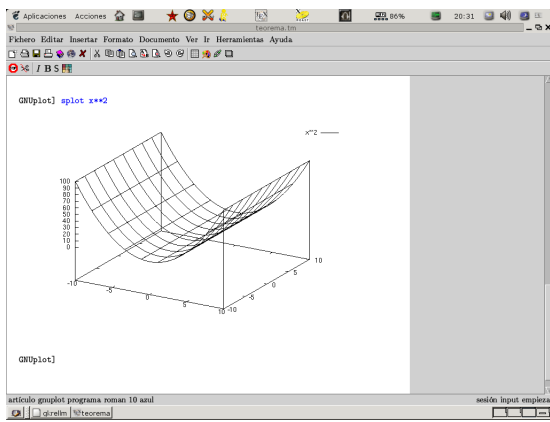 Aplicaciones Acciones 86% 20:31
teorema.tm
Fichero Editar Insertar Formato Documento Ver Ir Herramientas Ayuda
I B S
GNUplot] splot x**2
x**2
100
90
80
70
60
50
40
30
20
10
0
-10
-5
0
5
10
-10
-5
0
5
10
GNUplot]
artículo gnuplot programa roman 10 azul sesión input empieza
gkrellm teorema